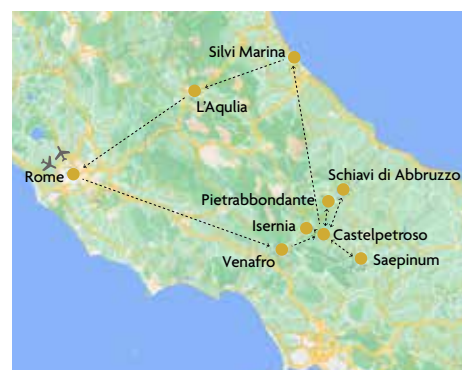 Silvi Marina
L'Aqulia
Rome
Schiavi di Abbruzzo
Pietrabbondante
Isernia
Castelpetroso
Venafro
Saepinum